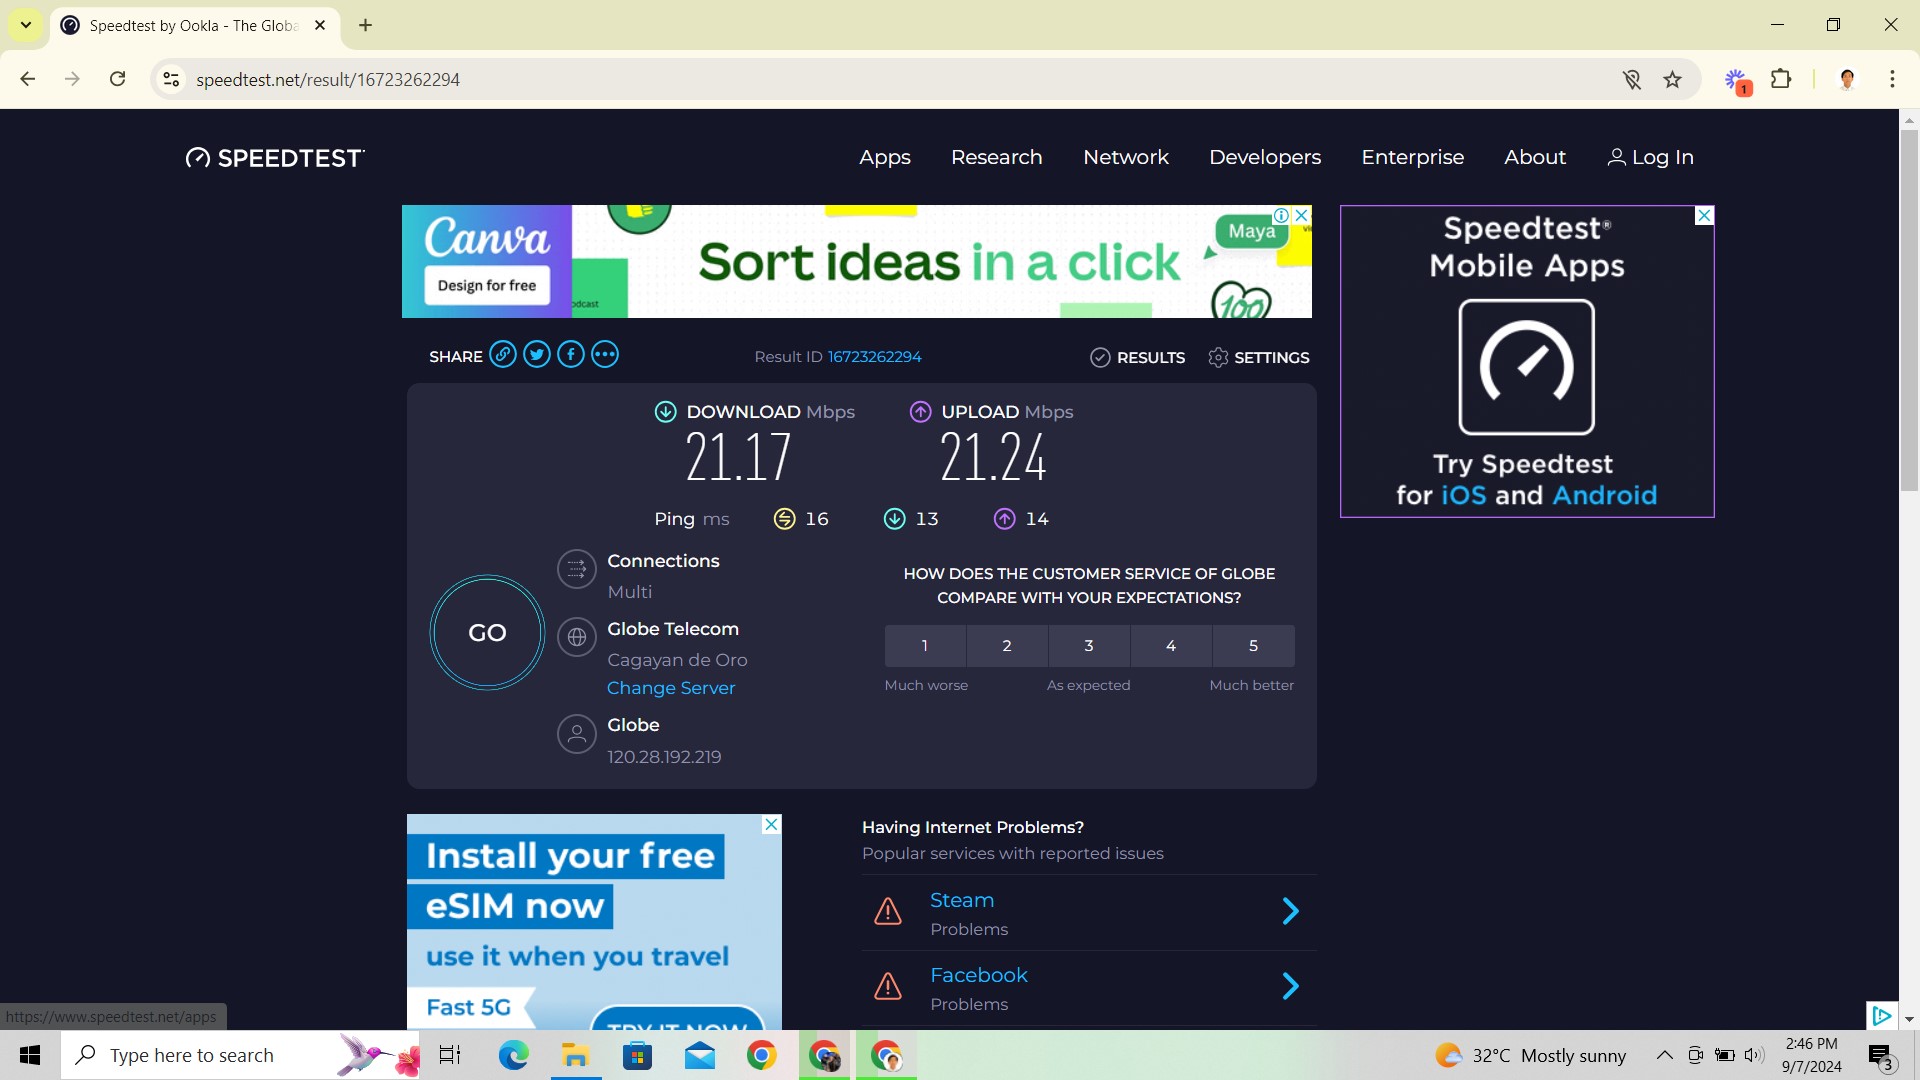 Speedtest by Ookla - The Globa
speedtest.net/result/16723262294
1
SPEEDTEST
Apps Research Network Developers Enterprise About Log In
Canva
Design for free
Sort ideas in a click
Maya
100
Speedtest®
Mobile Apps
Try Speedtest
for iOS and Android
SHARE
Result ID 16723262294
RESULTS SETTINGS
DOWNLOAD Mbps
21.17
UPLOAD Mbps
21.24
Ping ms 16 13 14
Connections
Multi
Globe Telecom
Cagayan de Oro
Change Server
Globe
120.28.192.219
GO
HOW DOES THE CUSTOMER SERVICE OF GLOBE
COMPARE WITH YOUR EXPECTATIONS?
1 2 3 4 5
Much worse As expected Much better
Install your free
eSIM now
use it when you travel
Fast 5G
TRY IT NOW
Having Internet Problems?
Popular services with reported issues
Steam
Problems
Facebook
Problems
https://www.speedtest.net/apps
Type here to search
32°C Mostly sunny
2:46 PM
9/7/2024
3